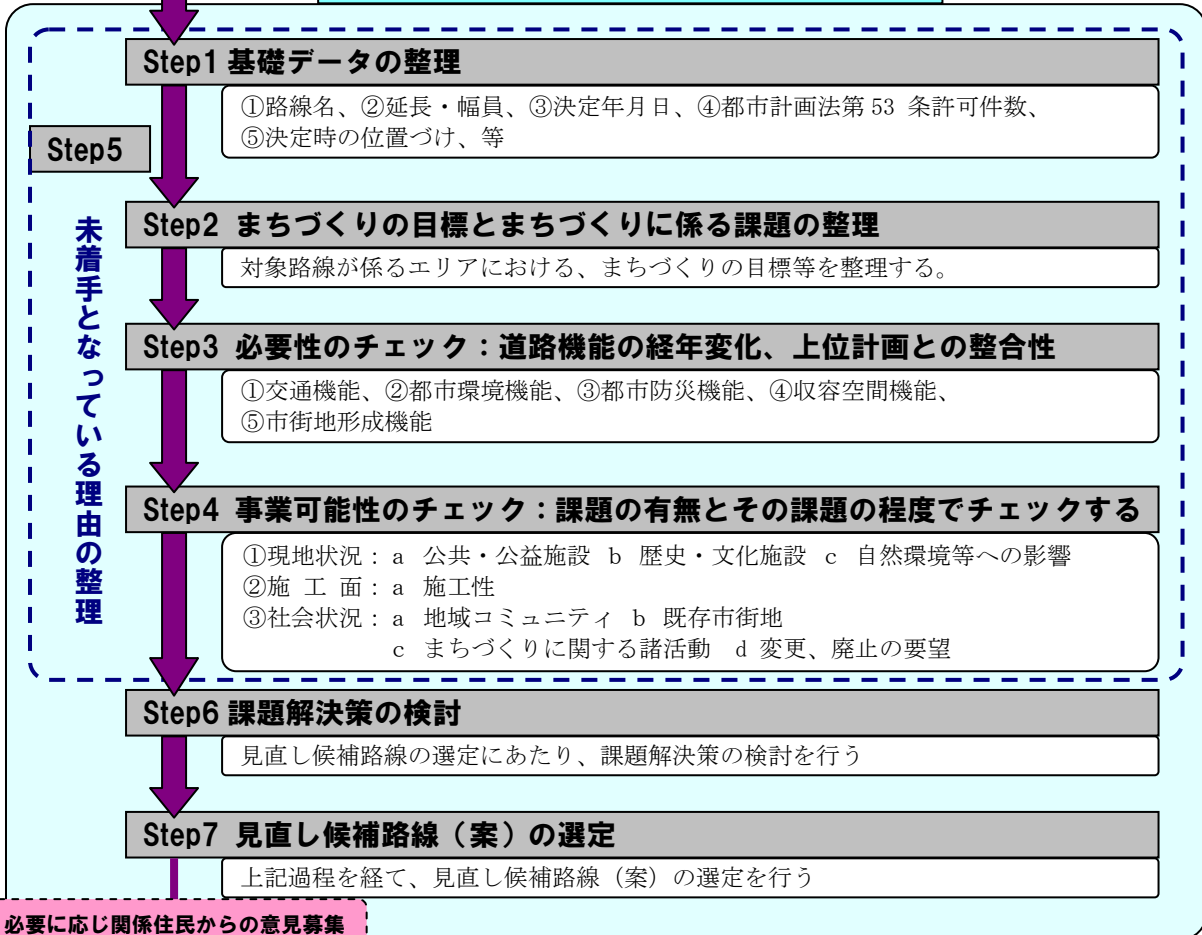 Step1 基礎データの整理
①路線名、②延長・幅員、③決定年月日、④都市計画法第 53 条許可件数、
⑤決定時の位置づけ、等
Step5
未着手となっている理由の整理
Step2 まちづくりの目標とまちづくりに係る課題の整理
対象路線が係るエリアにおける、まちづくりの目標等を整理する。
Step3 必要性のチェック：道路機能の経年変化、上位計画との整合性
①交通機能、②都市環境機能、③都市防災機能、④収容空間機能、
⑤市街地形成機能
Step4 事業可能性のチェック：課題の有無とその課題の程度でチェックする
①現地状況：a 公共・公益施設 b 歴史・文化施設 c 自然環境等への影響
②施 工 面：a 施工性
③社会状況：a 地域コミュニティ b 既存市街地
c まちづくりに関する諸活動 d 変更、廃止の要望
Step6 課題解決策の検討
見直し候補路線の選定にあたり、課題解決策の検討を行う
Step7 見直し候補路線（案）の選定
上記過程を経て、見直し候補路線（案）の選定を行う
必要に応じ関係住民からの意見募集